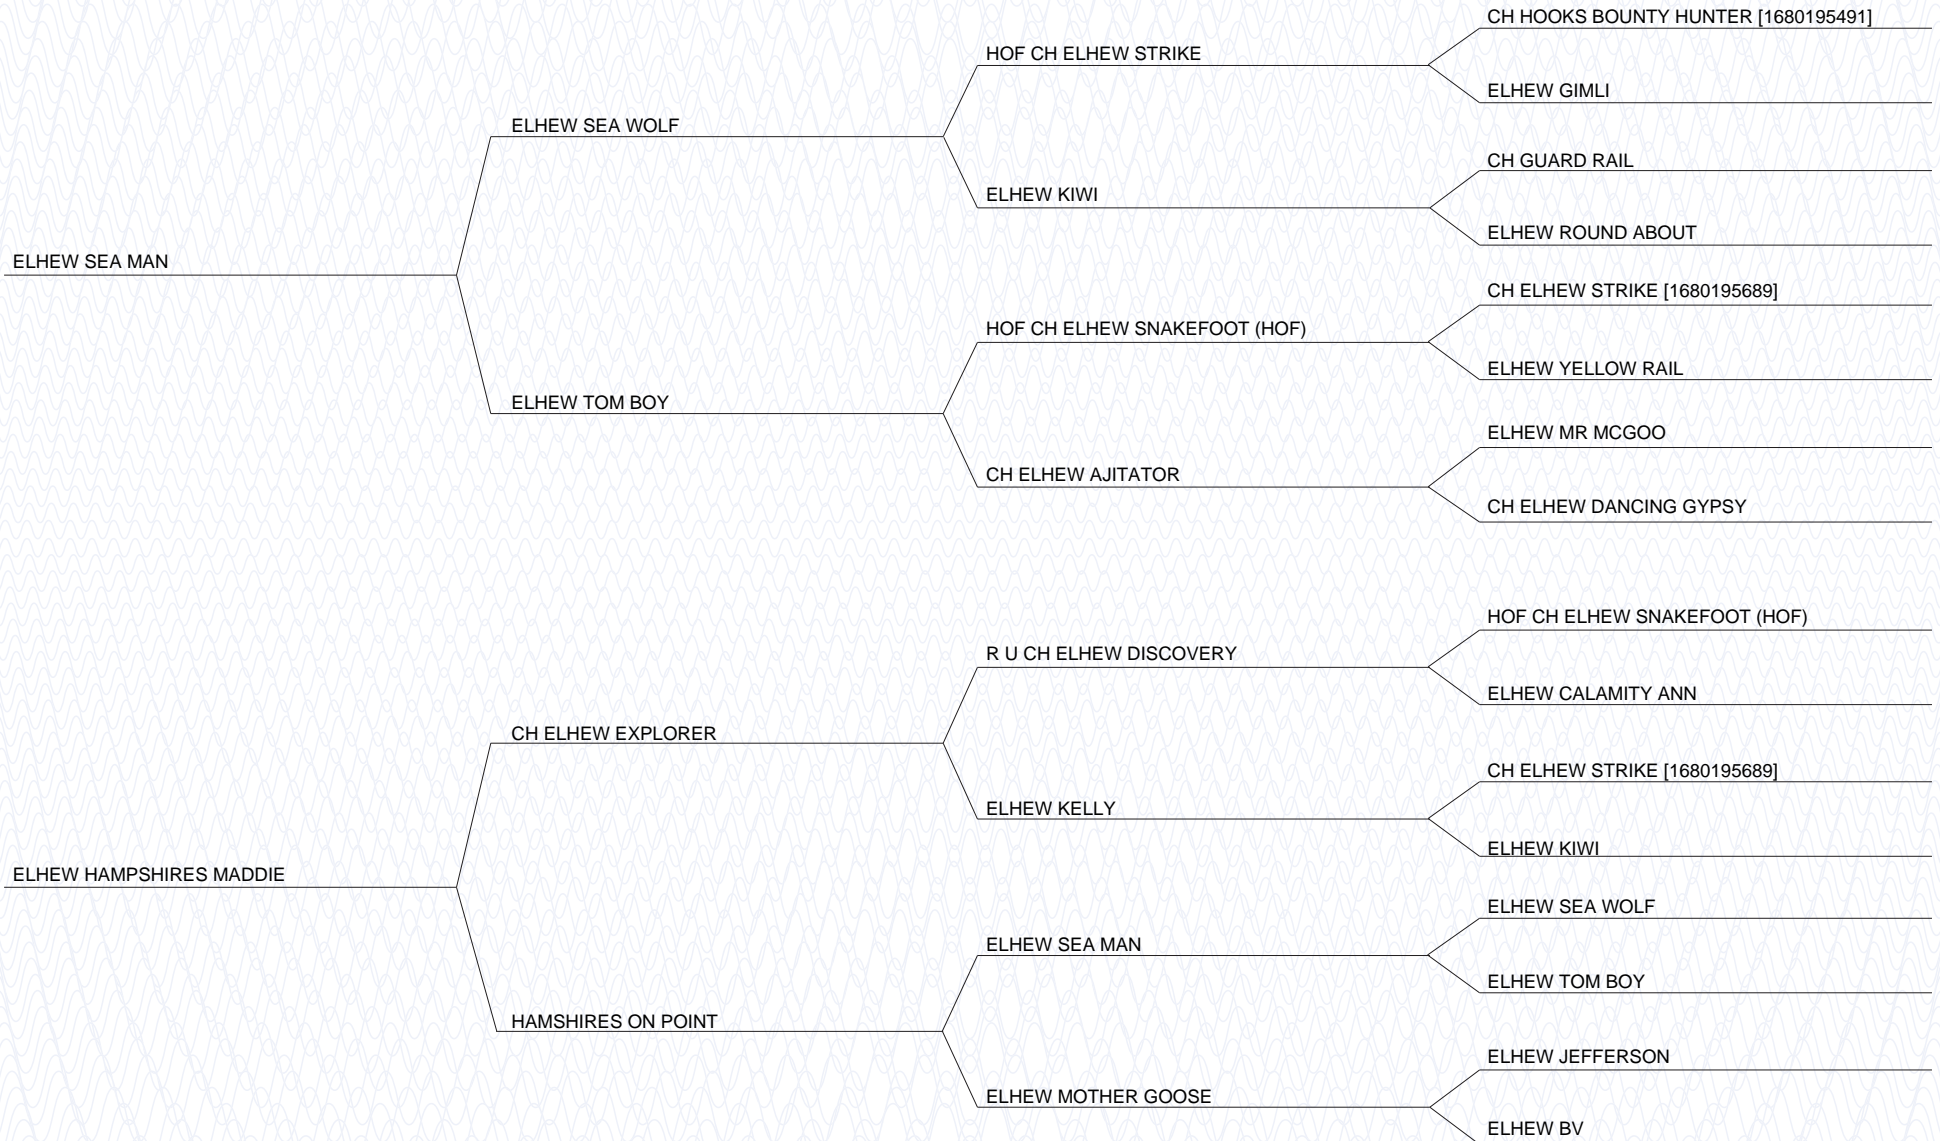 CH HOOKS BOUNTY HUNTER [1680195491]
HOF CH ELHEW STRIKE
ELHEW GIMLI
ELHEW SEA WOLF
CH GUARD RAIL
ELHEW KIWI
ELHEW ROUND ABOUT
ELHEW SEA MAN
CH ELHEW STRIKE [1680195689]
HOF CH ELHEW SNAKEFOOT (HOF)
ELHEW YELLOW RAIL
ELHEW TOM BOY
ELHEW MR MCGOO
CH ELHEW AJITATOR
CH ELHEW DANCING GYPSY
HOF CH ELHEW SNAKEFOOT (HOF)
R U CH ELHEW DISCOVERY
ELHEW CALAMITY ANN
CH ELHEW EXPLORER
CH ELHEW STRIKE [1680195689]
ELHEW KELLY
ELHEW KIWI
ELHEW HAMPSHIRES MADDIE
ELHEW SEA WOLF
ELHEW SEA MAN
ELHEW TOM BOY
HAMSHIRES ON POINT
ELHEW JEFFERSON
ELHEW MOTHER GOOSE
ELHEW BV